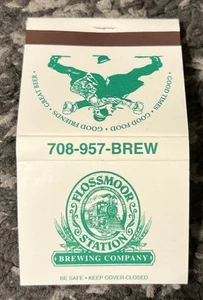 • GOOD TIMES • GOOD FOOD • GOOD FRIENDS • GREAT BEER •
708-957-BREW
FLOSSMOOR
STATION
• BREWING COMPANY •
BE SAFE • KEEP COVER CLOSED